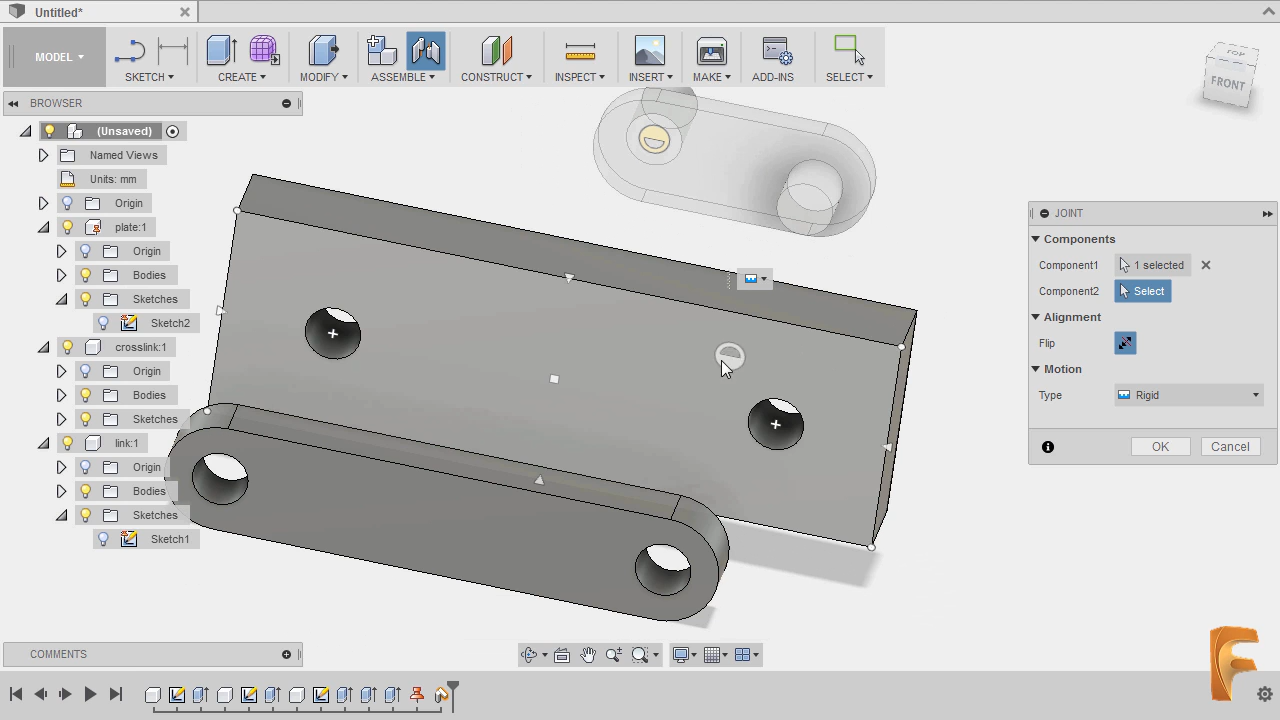 Untitled*
MODEL
SKETCH
CREATE
MODIFY
ASSEMBLE
CONSTRUCT
INSPECT
INSERT
MAKE
ADD-INS
SELECT
TOP
FRONT
BROWSER
(Unsaved)
Named Views
Units: mm
Origin
plate:1
Origin
Bodies
Sketches
Sketch2
crosslink:1
Origin
Bodies
Sketches
link:1
Origin
Bodies
Sketches
Sketch1
JOINT
Components
Component1 1 selected
Component2 Select
Alignment
Flip
Motion
Type Rigid
OK Cancel
COMMENTS